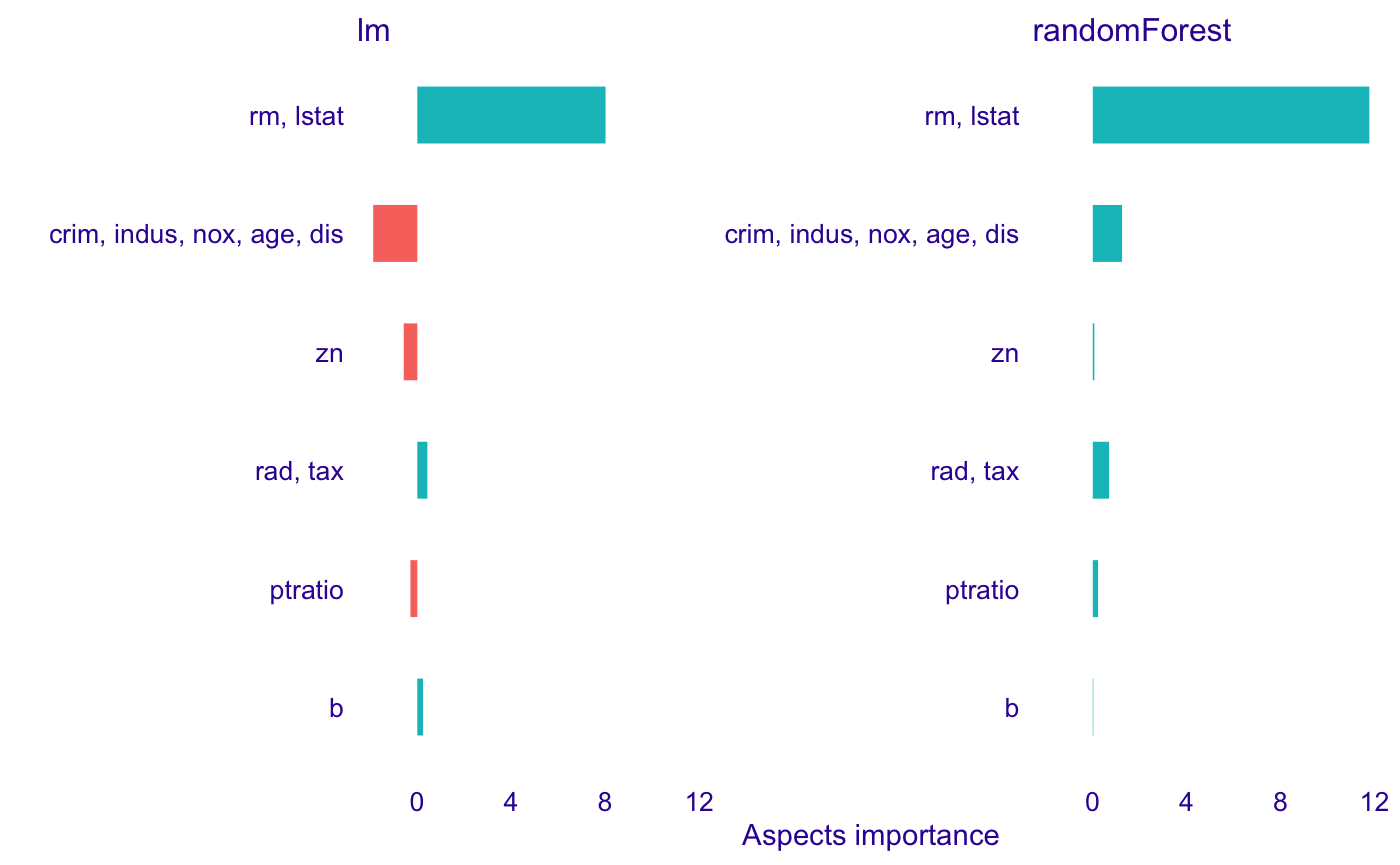 lm
rm, lstat
crim, indus, nox, age, dis
zn
rad, tax
ptratio
b
0 4 8 12
randomForest
rm, lstat
crim, indus, nox, age, dis
zn
rad, tax
ptratio
b
0 4 8 12
Aspects importance